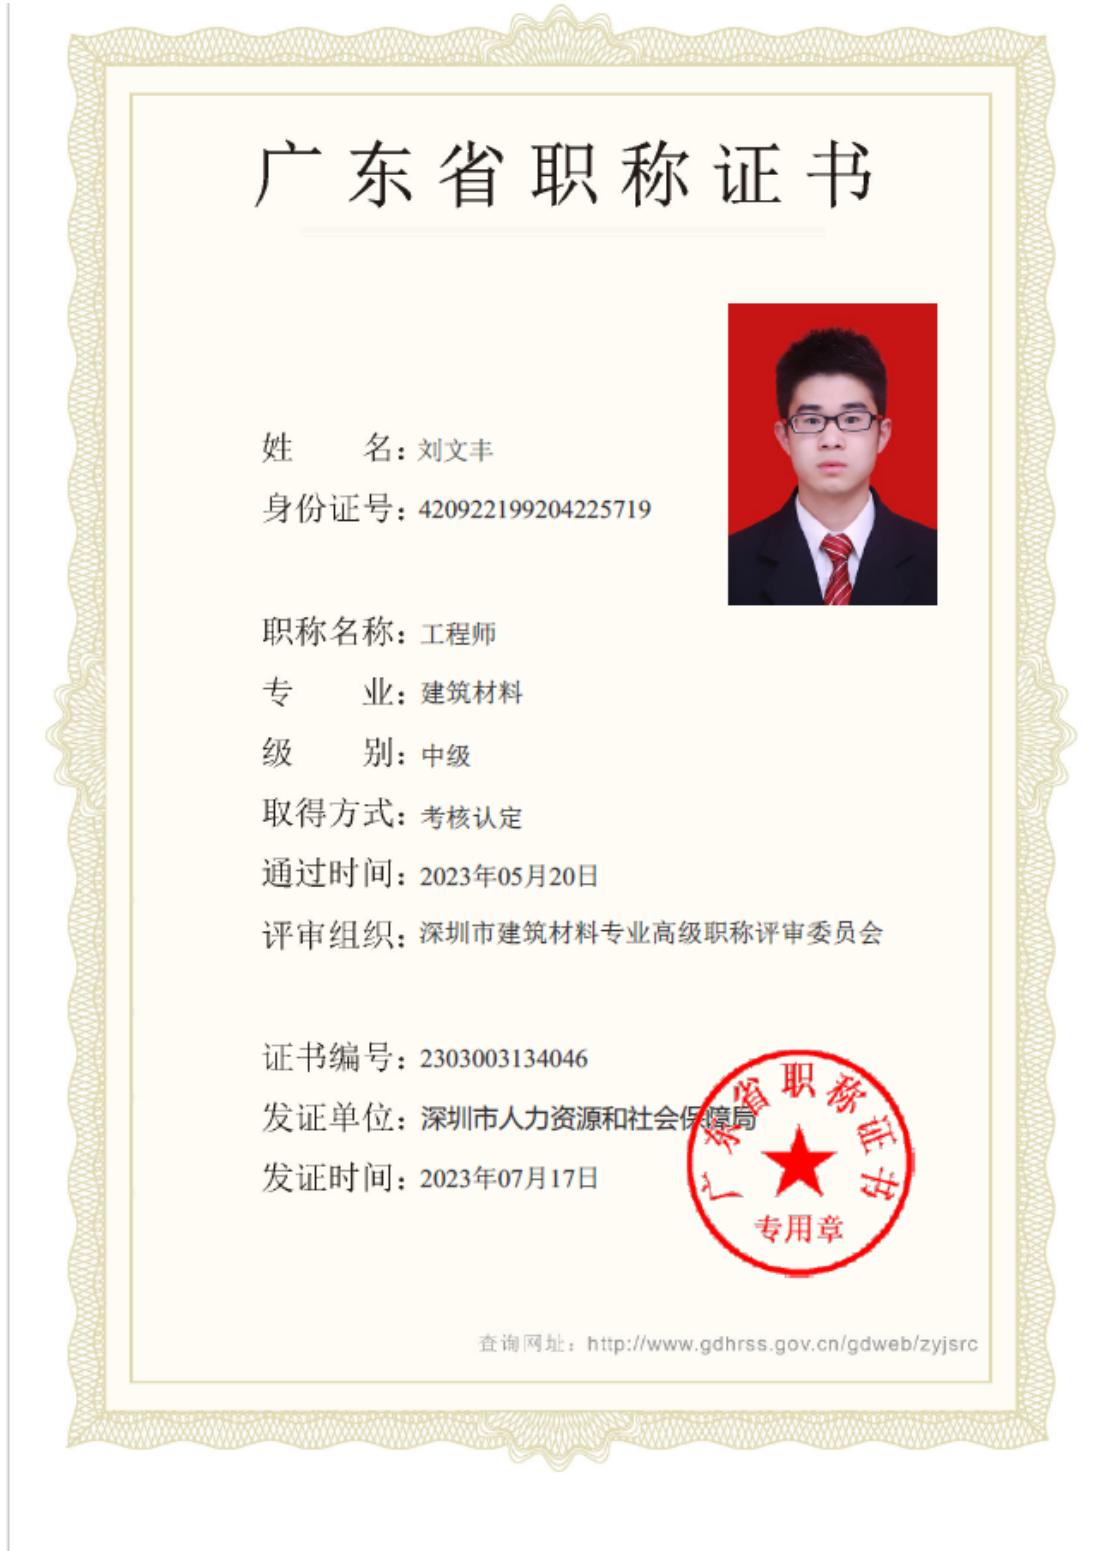 广东省职称证书
姓 名：刘文丰
身份证号：420922199204225719
职称名称：工程师
专 业：建筑材料
级 别：中级
取得方式：考核认定
通过时间：2023年05月20日
评审组织：深圳市建筑材料专业高级职称评审委员会
证书编号：2303003134046
发证单位：深圳市人力资源和社会保障局
发证时间：2023年07月17日
广东省职称证书
专用章
查询网址：http://www.gdhrss.gov.cn/gdweb/zyjsrc